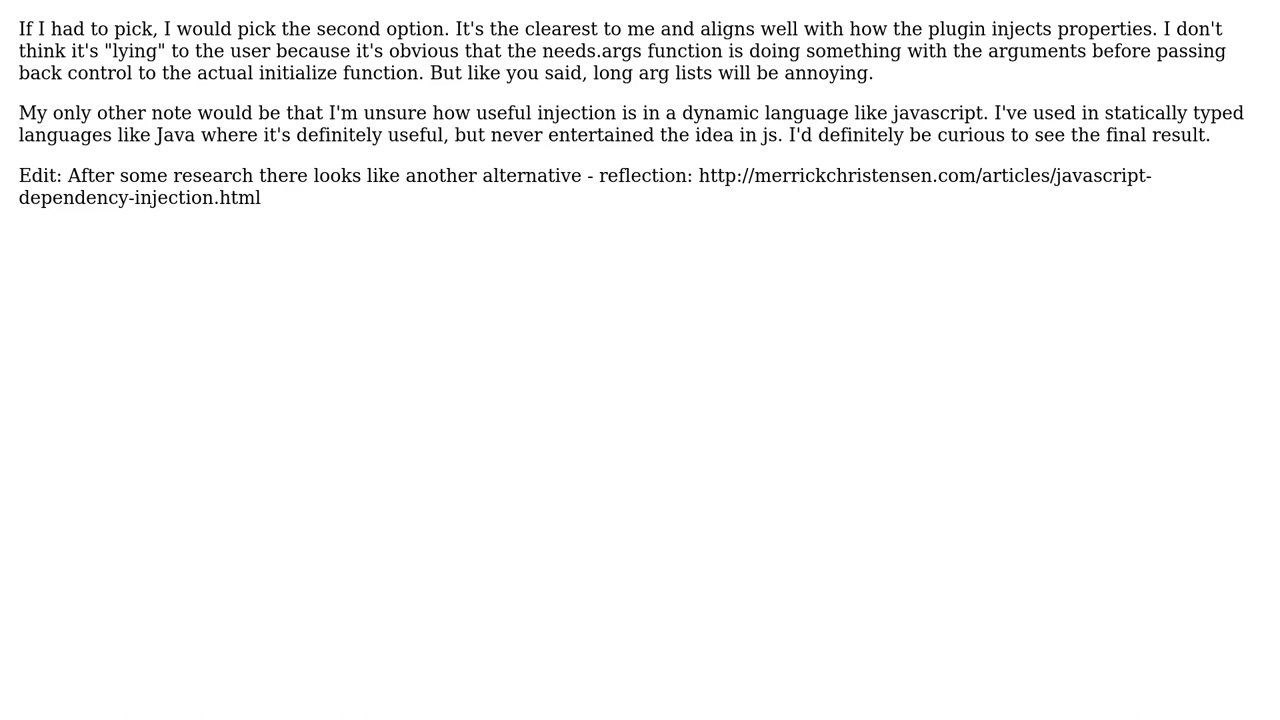 If I had to pick, I would pick the second option. It's the clearest to me and aligns well with how the plugin injects properties. I don't
think it's "lying" to the user because it's obvious that the needs.args function is doing something with the arguments before passing
back control to the actual initialize function. But like you said, long arg lists will be annoying.
My only other note would be that I'm unsure how useful injection is in a dynamic language like javascript. I've used in statically typed
languages like Java where it's definitely useful, but never entertained the idea in js. I'd definitely be curious to see the final result.
Edit: After some research there looks like another alternative - reflection: http://merrickchristensen.com/articles/javascript-
dependency-injection.html